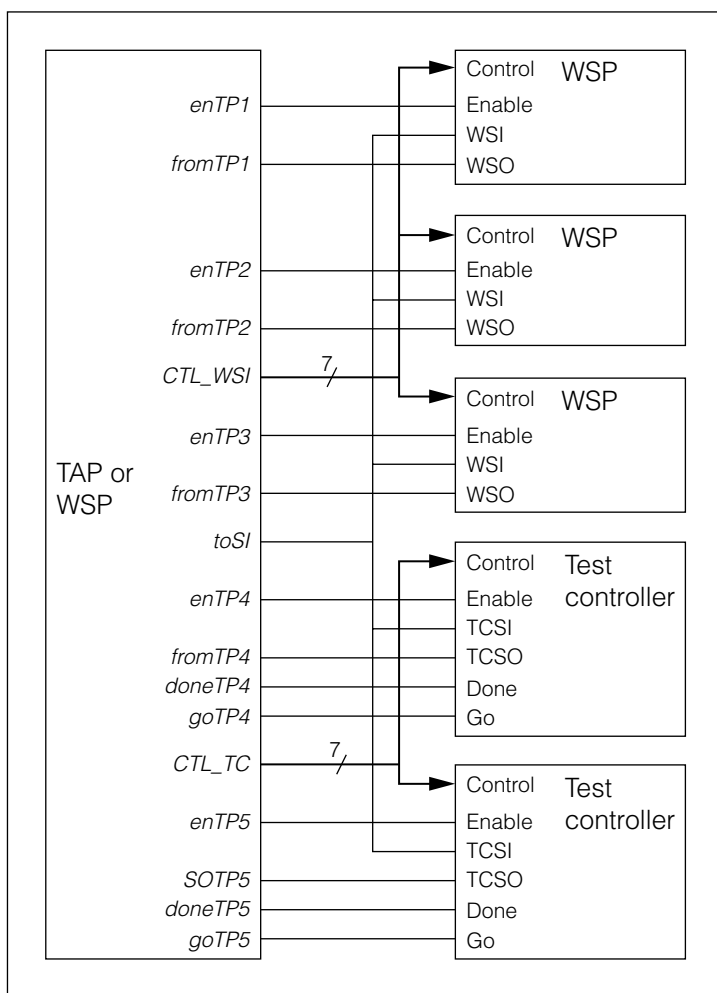 enTP1
fromTP1
enTP2
fromTP2
CTL_WSI
7
enTP3
TAP or
WSP
fromTP3
toSI
enTP4
fromTP4
doneTP4
goTP4
CTL_TC
7
enTP5
SOTP5
doneTP5
goTP5
Control WSP
Enable
WSI
WSO
Control WSP
Enable
WSI
WSO
Control WSP
Enable
WSI
WSO
Control Test
Enable controller
TCSI
TCSO
Done
Go
Control Test
Enable controller
TCSI
TCSO
Done
Go